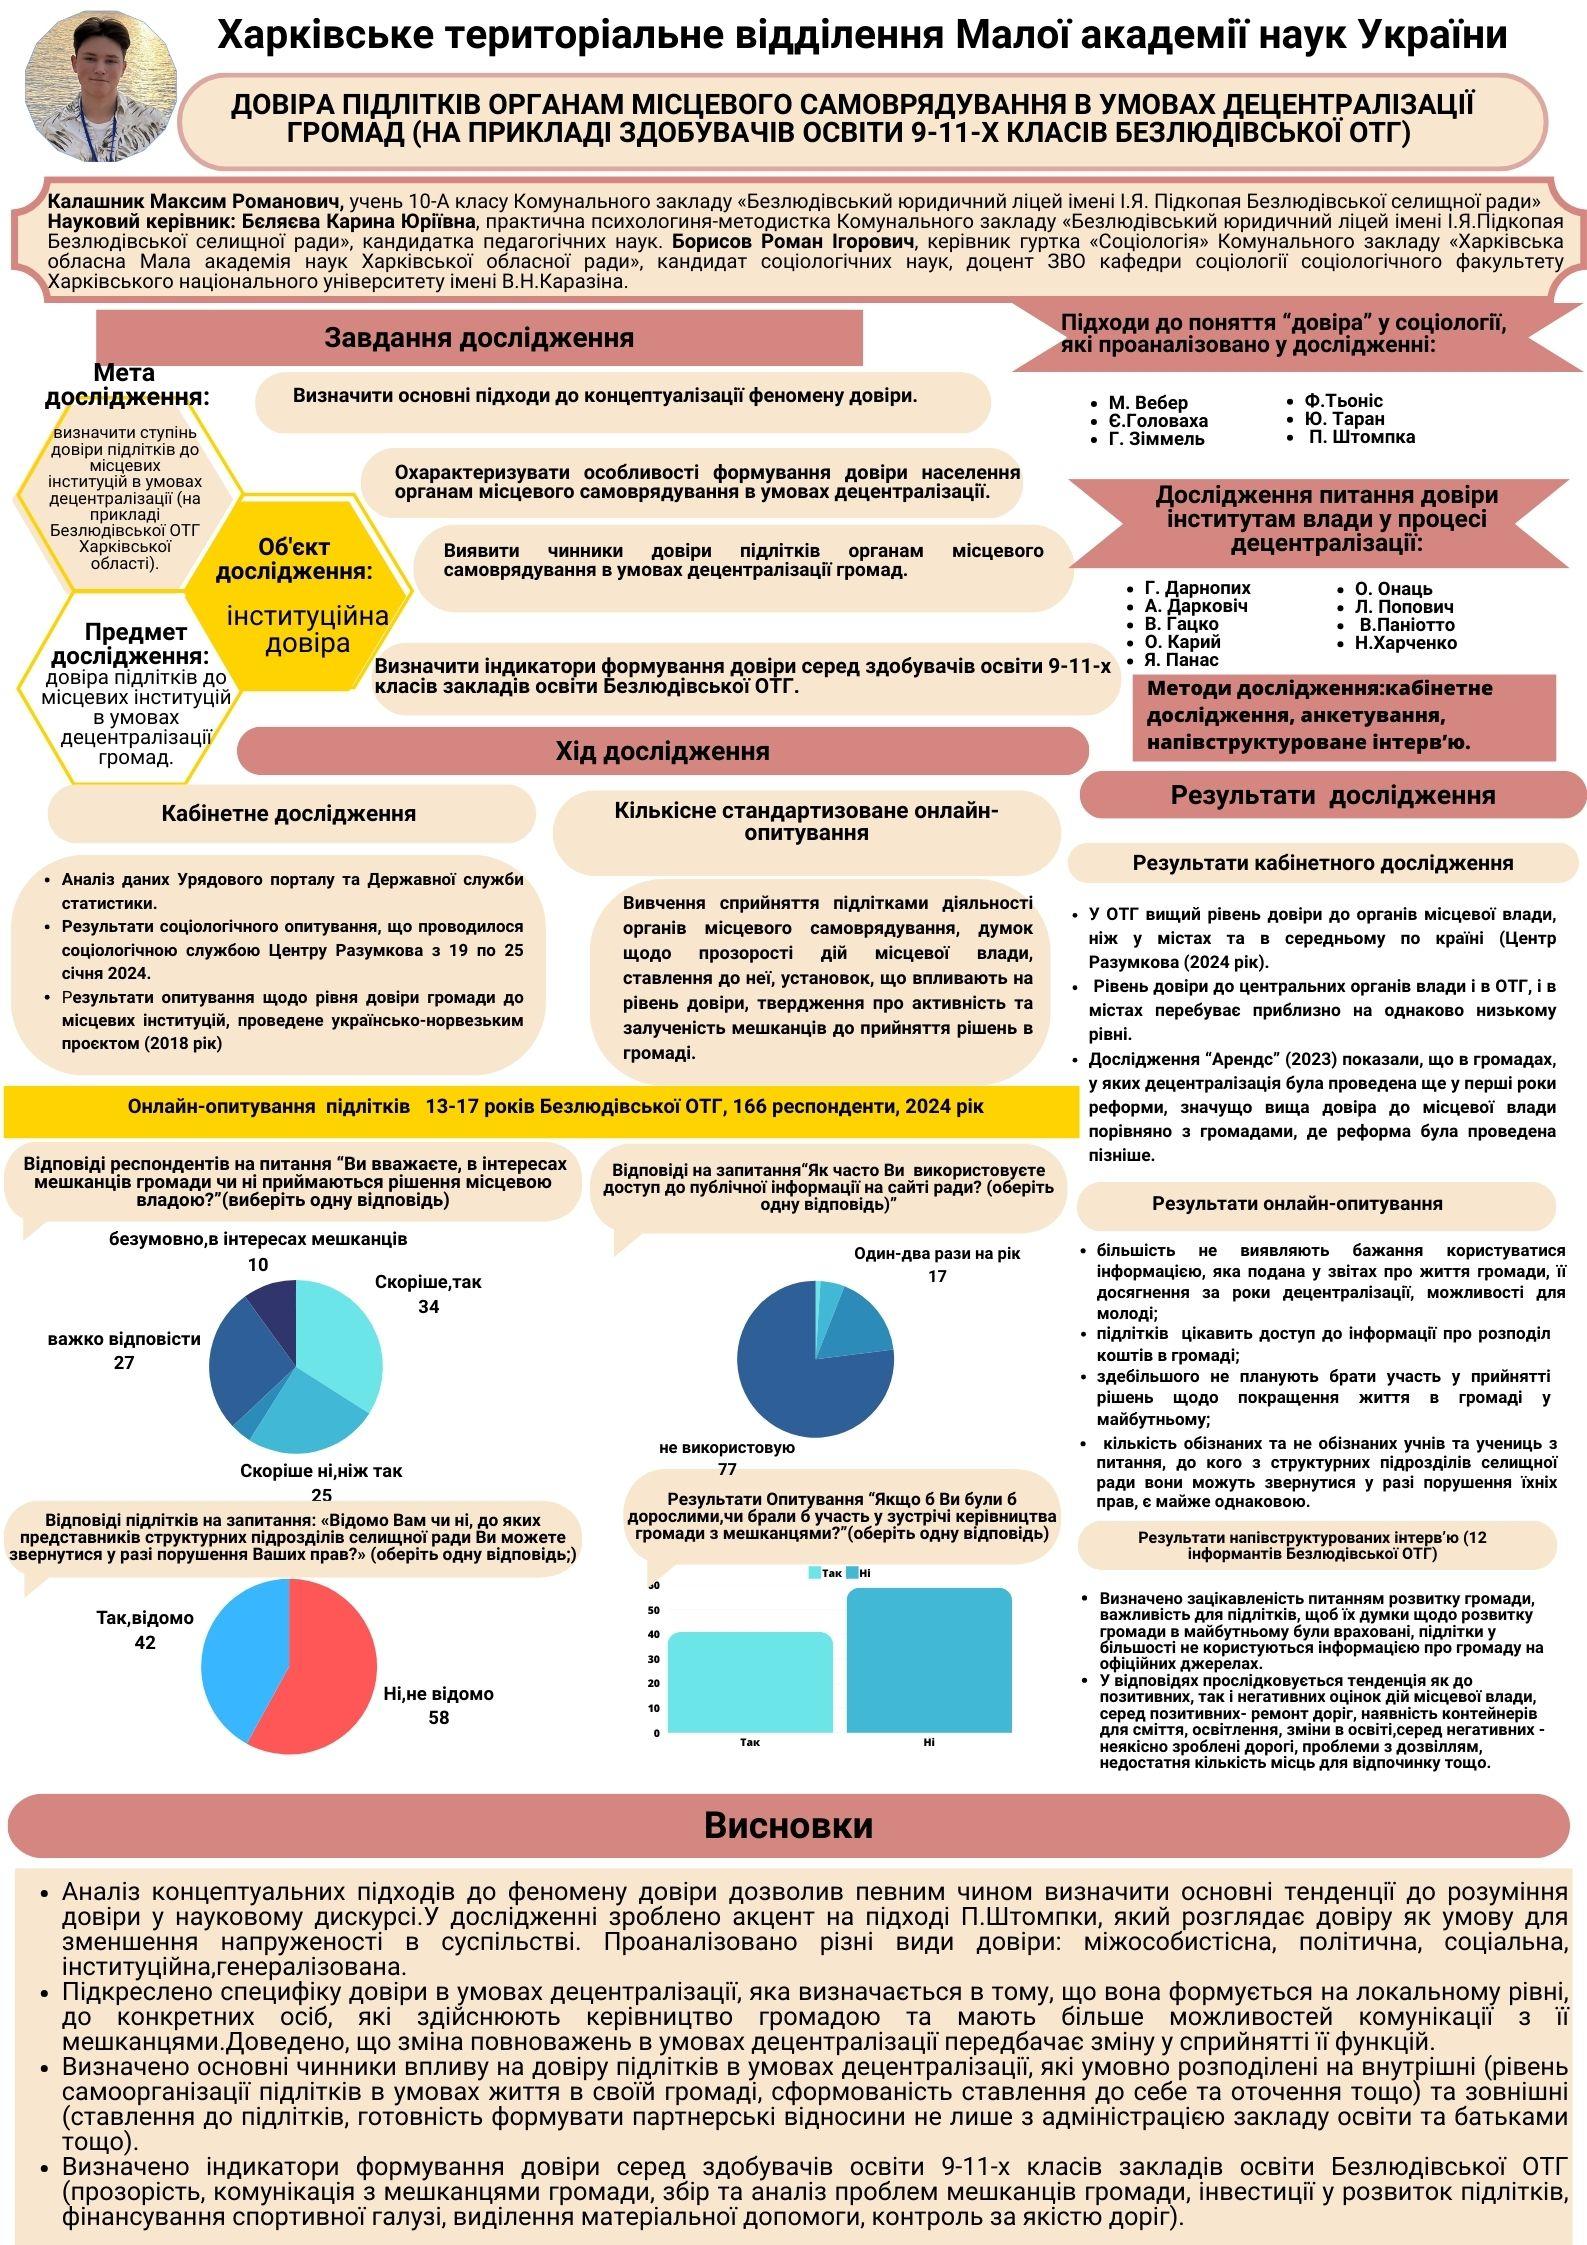 Харківське територіальне відділення Малої академії наук України
ДОВІРА ПІДЛІТКІВ ОРГАНАМ МІСЦЕВОГО САМОВРЯДУВАННЯ В УМОВАХ ДЕЦЕНТРАЛІЗАЦІЇ
ГРОМАД (НА ПРИКЛАДІ ЗДОБУВАЧІВ ОСВІТИ 9-11-Х КЛАСІВ БЕЗЛЮДІВСЬКОЇ ОТГ)
Калашник Максим Романович, учень 10-А класу Комунального закладу «Безлюдівський юридичний ліцей імені І.Я. Підкопая Безлюдівської селищної ради»
Науковий керівник: Бєляєва Карина Юріївна, практична психологиня-методистка Комунального закладу «Безлюдівський юридичний ліцей імені І.Я.Підкопая
Безлюдівської селищної ради», кандидатка педагогічних наук. Борисов Роман Ігорович, керівник гуртка «Соціологія» Комунального закладу «Харківська
обласна Мала академія наук Харківської обласної ради», кандидат соціологічних наук, доцент ЗВО кафедри соціології соціологічного факультету
Харківського національного університету імені В.Н.Каразіна.
Завдання дослідження
Мета
дослідження:
визначити ступінь
довіри підлітків до
місцевих
інституцій в умовах
децентралізації (на
прикладі
Безлюдівської ОТГ
Харківської
області).
Об'єкт
дослідження:
інституційна
довіра
Предмет
дослідження:
довіра підлітків до
місцевих інституцій
в умовах
децентралізації
громад.
Визначити основні підходи до концептуалізації феномену довіри.
Охарактеризувати особливості формування довіри населення
органам місцевого самоврядування в умовах децентралізації.
Виявити чинники довіри підлітків органам місцевого
самоврядування в умовах децентралізації громад.
Визначити індикатори формування довіри серед здобувачів освіти 9-11-х
класів закладів освіти Безлюдівської ОТГ.
Підходи до поняття “довіра” у соціології,
які проаналізовано у дослідженні:
• М. Вебер
• Є.Головаха
• Г. Зіммель
• Ф.Тьоніс
• Ю. Таран
• П. Штомпка
Дослідження питання довіри
інститутам влади у процесі
децентралізації:
• Г. Дарнопих
• А. Дарковіч
• В. Гацко
• О. Карий
• Я. Панас
• О. Онаць
• Л. Попович
• В.Паніотто
• Н.Харченко
Методи дослідження:кабінетне
дослідження, анкетування,
напівструктуроване інтерв’ю.
Хід дослідження
Кабінетне дослідження
• Аналіз даних Урядового порталу та Державної служби
статистики.
• Результати соціологічного опитування, що проводилося
соціологічною службою Центру Разумкова з 19 по 25
січня 2024.
• Результати опитування щодо рівня довіри громади до
місцевих інституцій, проведене українсько-норвезьким
проєктом (2018 рік)
Кількісне стандартизоване онлайн-
опитування
Вивчення сприйняття підлітками діяльності
органів місцевого самоврядування, думок
щодо прозорості дій місцевої влади,
ставлення до неї, установок, що впливають на
рівень довіри, твердження про активність та
залученість мешканців до прийняття рішень в
громаді.
Онлайн-опитування підлітків 13-17 років Безлюдівської ОТГ, 166 респонденти, 2024 рік
Відповіді респондентів на питання “Ви вважаєте, в інтересах
мешканців громади чи ні приймаються рішення місцевою
владою?”(виберіть одну відповідь)
безумовно,в інтересах мешканців
10
Скоріше,так
34
важко відповісти
27
Скоріше ні,ніж так
25
Відповіді на запитання“Як часто Ви використовуєте
доступ до публічної інформації на сайті ради? (оберіть
одну відповідь)”
Один-два рази на рік
17
не використовую
77
Відповіді підлітків на запитання: «Відомо Вам чи ні, до яких
представників структурних підрозділів селищної ради Ви можете
звернутися у разі порушення Ваших прав?» (оберіть одну відповідь;)
Так,відомо
42
Ні,не відомо
58
Результати Опитування “Якщо б Ви були б
дорослими,чи брали б участь у зустрічі керівництва
громади з мешканцями?”(оберіть одну відповідь)
Так Ні
60
50
40
30
20
10
0
Так
Ні
Результати дослідження
Результати кабінетного дослідження
• У ОТГ вищий рівень довіри до органів місцевої влади,
ніж у містах та в середньому по країні (Центр
Разумкова (2024 рік).
• Рівень довіри до центральних органів влади і в ОТГ, і в
містах перебуває приблизно на однаково низькому
рівні.
• Дослідження “Арендс” (2023) показали, що в громадах,
у яких децентралізація була проведена ще у перші роки
реформи, значущо вища довіра до місцевої влади
порівняно з громадами, де реформа була проведена
пізніше.
Результати онлайн-опитування
• більшість не виявляють бажання користуватися
інформацією, яка подана у звітах про життя громади, її
досягнення за роки децентралізації, можливості для
молоді;
• підлітків цікавить доступ до інформації про розподіл
коштів в громаді;
• здебільшого не планують брати участь у прийнятті
рішень щодо покращення життя в громаді у
майбутньому;
• кількість обізнаних та не обізнаних учнів та учениць з
питання, до кого з структурних підрозділів селищної
ради вони можуть звернутися у разі порушення їхніх
прав, є майже однаковою.
Результати напівструктурованих інтерв’ю (12
інформантів Безлюдівської ОТГ)
• Визначено зацікавленість питанням розвитку громади,
важливість для підлітків, щоб їх думки щодо розвитку
громади в майбутньому були враховані, підлітки у
більшості не користуються інформацією про громаду на
офіційних джерелах.
• У відповідях прослідковується тенденція як до
позитивних, так і негативних оцінок дій місцевої влади,
серед позитивних- ремонт доріг, наявність контейнерів
для сміття, освітлення, зміни в освіті,серед негативних -
неякісно зроблені дорогі, проблеми з дозвіллям,
недостатня кількість місць для відпочинку тощо.
Висновки
• Аналіз концептуальних підходів до феномену довіри дозволив певним чином визначити основні тенденції до розуміння
довіри у науковому дискурсі.У дослідженні зроблено акцент на підході П.Штомпки, який розглядає довіру як умову для
зменшення напруженості в суспільстві. Проаналізовано різні види довіри: міжособистісна, політична, соціальна,
інституційна,генералізована.
• Підкреслено специфіку довіри в умовах децентралізації, яка визначається в тому, що вона формується на локальному рівні,
до конкретних осіб, які здійснюють керівництво громадою та мають більше можливостей комунікації з її
мешканцями.Доведено, що зміна повноважень в умовах децентралізації передбачає зміну у сприйнятті її функцій.
• Визначено основні чинники впливу на довіру підлітків в умовах децентралізації, які умовно розподілені на внутрішні (рівень
самоорганізації підлітків в умовах життя в своїй громаді, сформованість ставлення до себе та оточення тощо) та зовнішні
(ставлення до підлітків, готовність формувати партнерські відносини не лише з адміністрацією закладу освіти та батьками
тощо).
• Визначено індикатори формування довіри серед здобувачів освіти 9-11-х класів закладів освіти Безлюдівської ОТГ
(прозорість, комунікація з мешканцями громади, збір та аналіз проблем мешканців громади, інвестиції у розвиток підлітків,
фінансування спортивної галузі, виділення матеріальної допомоги, контроль за якістю доріг).